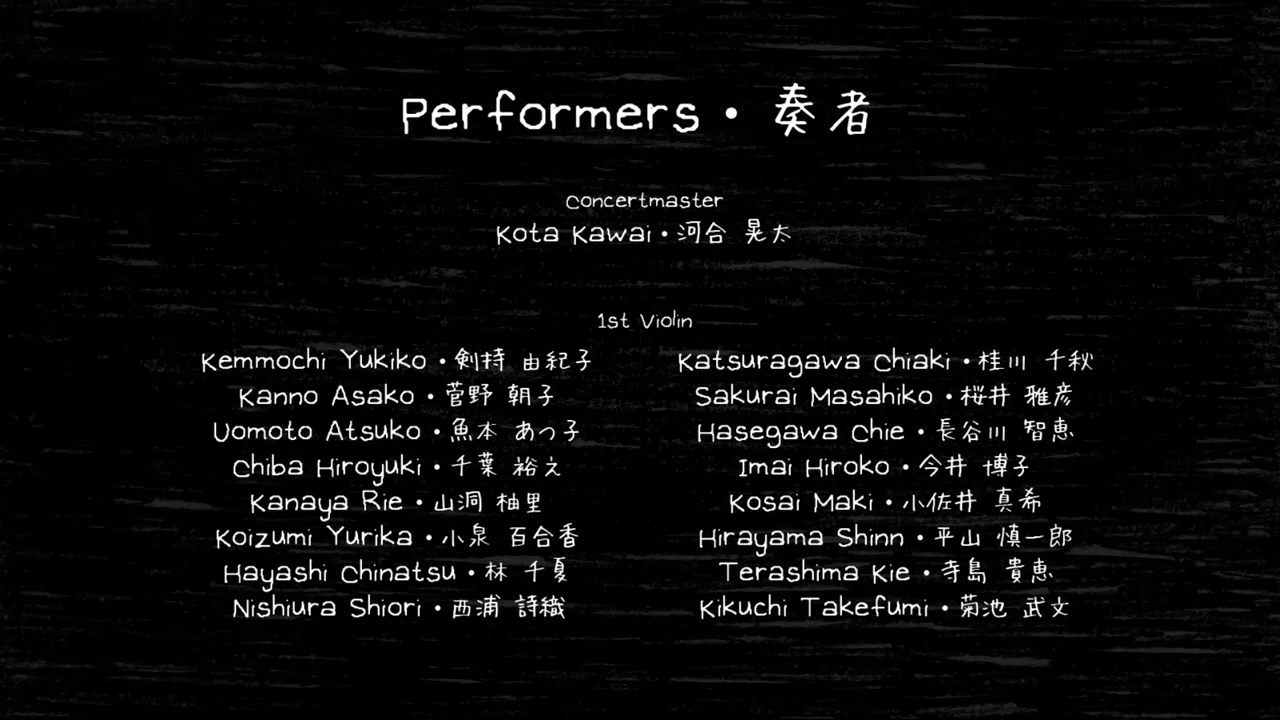 Performers・奏者
Concertmaster
Kota Kawai・河合 晃太
1st Violin
Kemmochi Yukiko・剣持 由紀子
Kanno Asako・菅野 朝子
Uomoto Atsuko・魚本 あつ子
Chiba Hiroyuki・千葉 裕之
Kanaya Rie・山洞 柚里
Koizumi Yurika・小泉 百合香
Hayashi Chinatsu・林 千夏
Nishiura Shiori・西浦 詩織
Katsuragawa Chiaki・桂川 千秋
Sakurai Masahiko・桜井 雅彦
Hasegawa Chie・長谷川 智恵
Imai Hiroko・今井 博子
Kosai Maki・小佐井 真希
Hirayama Shinn・平山 慎一郎
Terashima Kie・寺島 貴恵
Kikuchi Takefumi・菊池 武文